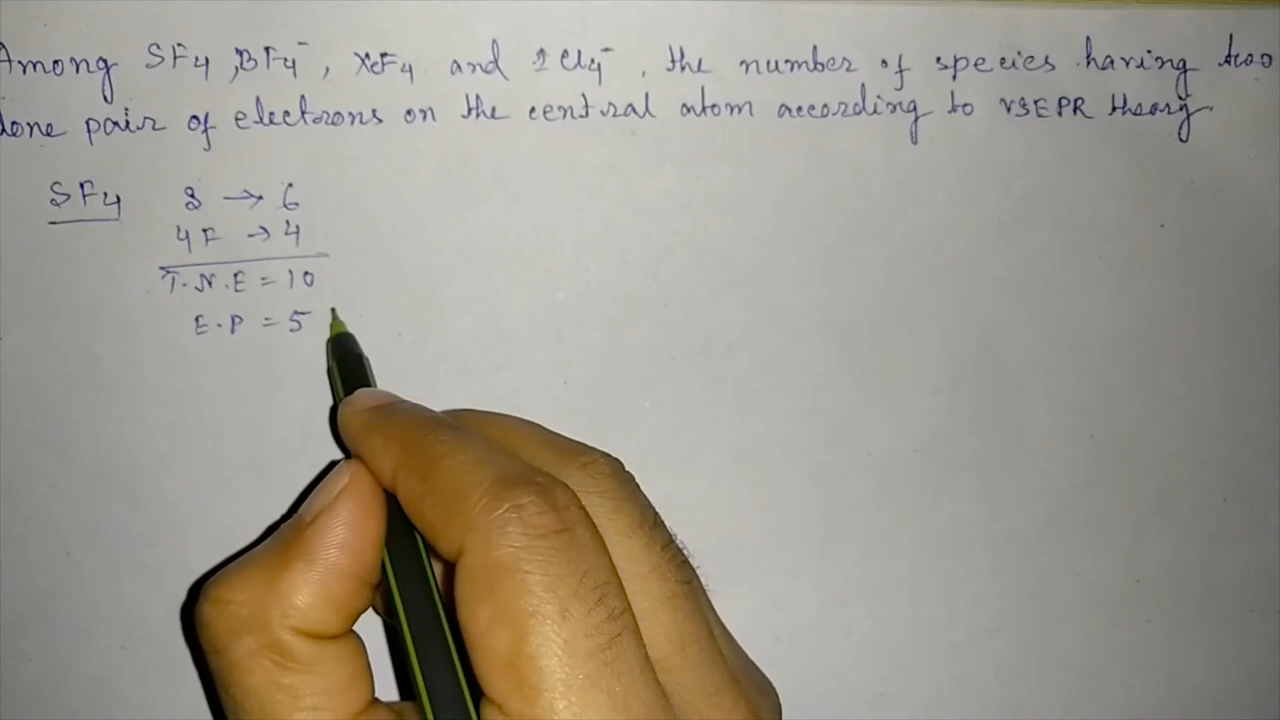 Among SF4, BF4⁻, XeF4 and ICl4⁻, the number of species having two
lone pair of electrons on the central atom according to VSEPR theory.
SF4 S → 6
4F → 4
T.N.E = 10
E.P = 5